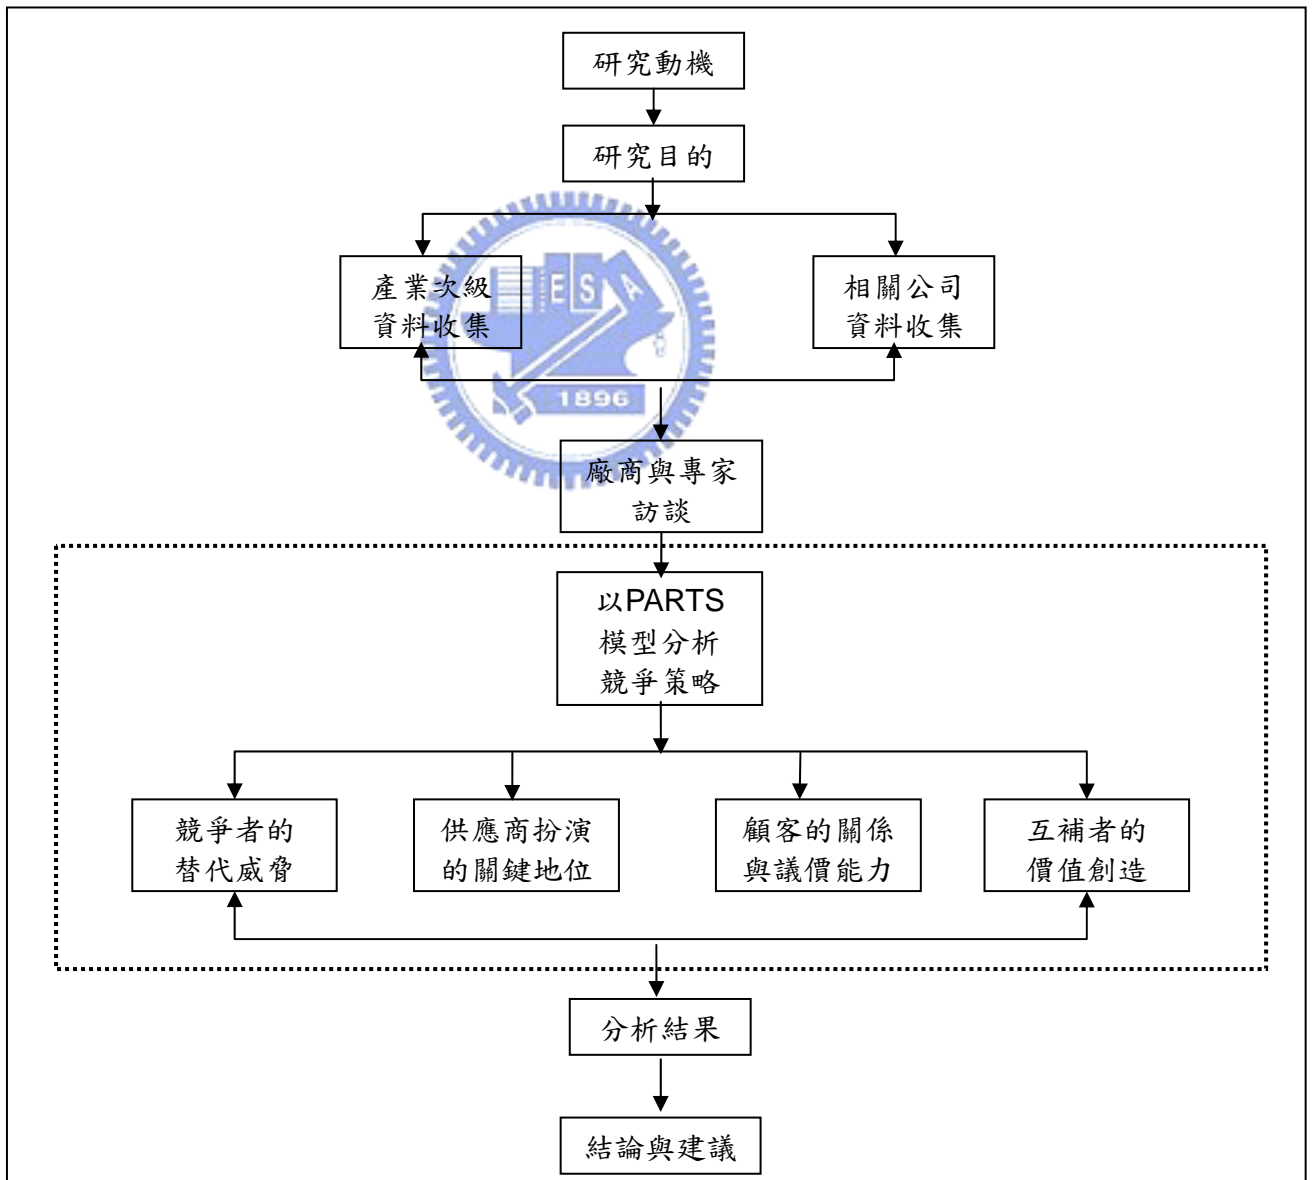 研究動機
研究目的
產業次級
資料收集
相關公司
資料收集
ESA
1896
廠商與專家
訪談
以PARTS
模型分析
競爭策略
競爭者的
替代威脅
供應商扮演
的關鍵地位
顧客的關係
與議價能力
互補者的
價值創造
分析結果
結論與建議